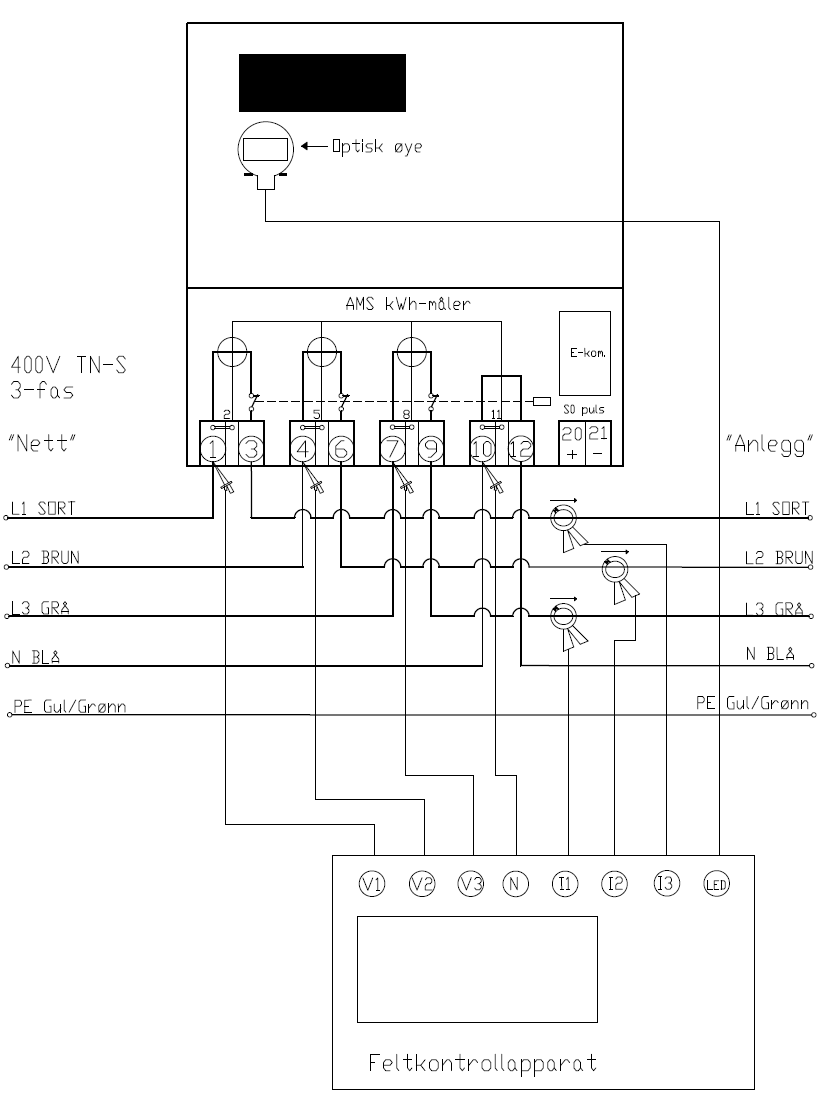 Optisk øye
AMS kWh-måler
E-kom.
400V TN-S
3-fas
S0 puls
2 5 8 11
"Nett"
1 3 4 6 7 9 10 12
20 21
+ -
"Anlegg"
L1 SORT
L1 SORT
L2 BRUN
L2 BRUN
L3 GRÅ
L3 GRÅ
N BLÅ
N BLÅ
PE Gul/Grønn
PE Gul/Grønn
V1 V2 V3 N I1 I2 I3 LED
Feltkontrollapparat